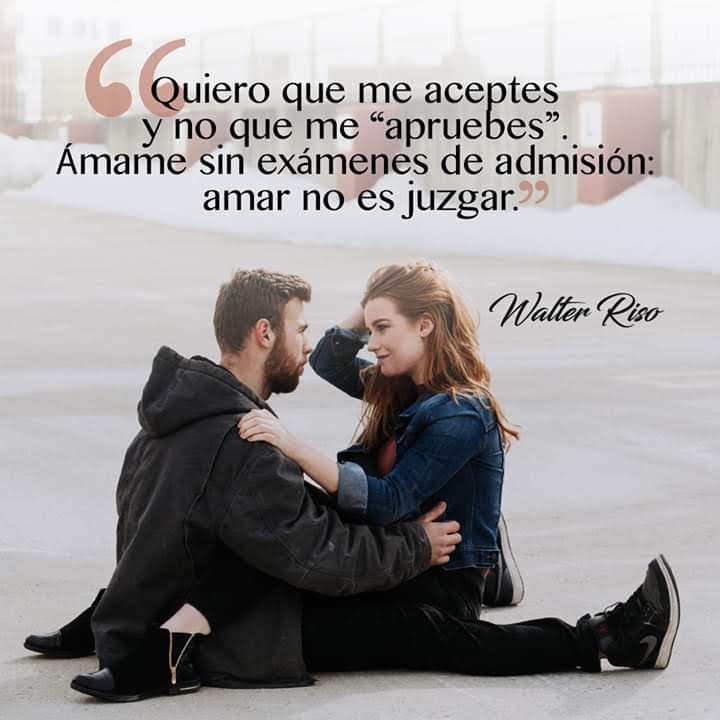 “Quiero que me aceptes
y no que me “apruebes”.
Ámame sin exámenes de admisión:
amar no es juzgar.”
Walter Riso